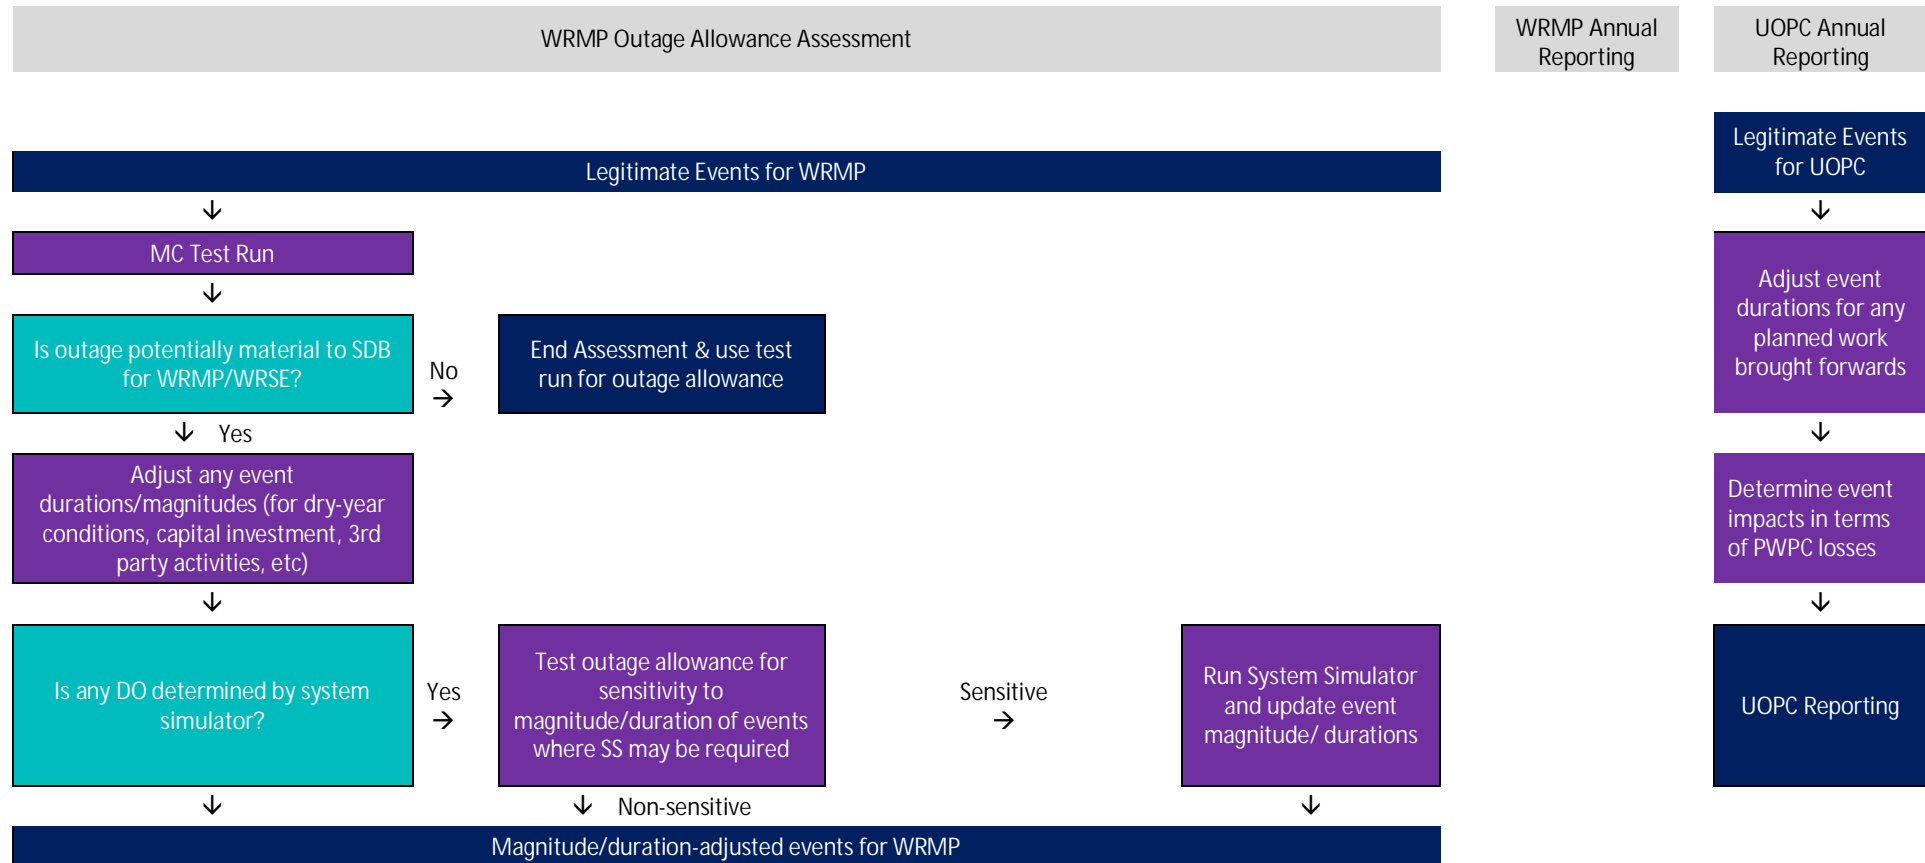 WRMP Outage Allowance Assessment
WRMP Annual
Reporting
UOPC Annual
Reporting
Legitimate Events for WRMP
Legitimate Events
for UOPC
↓
↓
MC Test Run
Adjust event
durations for any
planned work
brought forwards
↓
Is outage potentially material to SDB
for WRMP/WRSE?
No
→
End Assessment & use test
run for outage allowance
↓ Yes
↓
Adjust any event
durations/magnitudes (for dry-year
conditions, capital investment, 3rd
party activities, etc)
Determine event
impacts in terms
of PWPC losses
↓
↓
Is any DO determined by system
simulator?
Yes
→
Test outage allowance for
sensitivity to
magnitude/duration of events
where SS may be required
Sensitive
→
Run System Simulator
and update event
magnitude/ durations
UOPC Reporting
↓
↓ Non-sensitive
↓
Magnitude/duration-adjusted events for WRMP